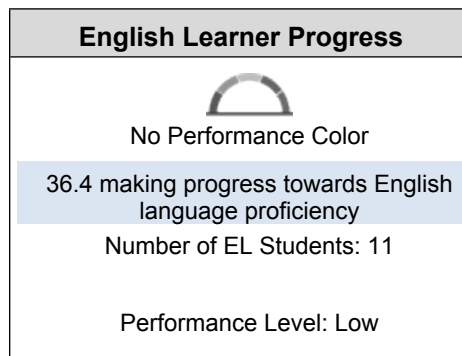 English Learner Progress
No Performance Color
36.4 making progress towards English
language proficiency
Number of EL Students: 11
Performance Level: Low